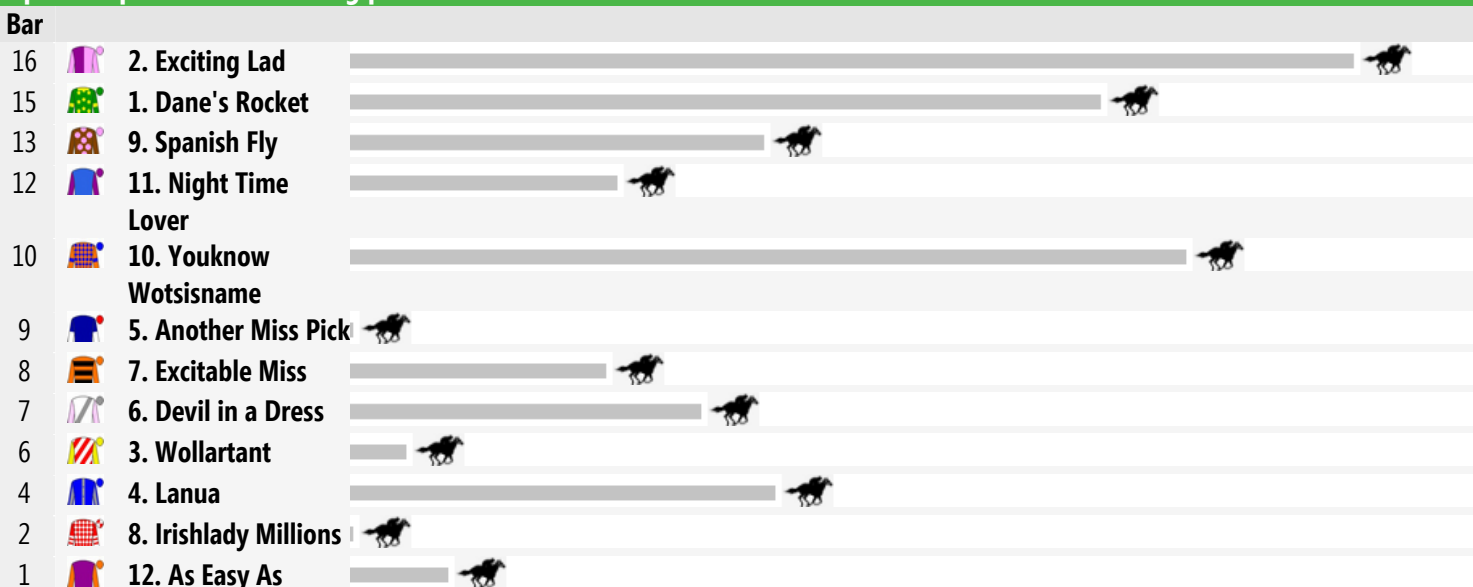 Bar
16 2. Exciting Lad
15 1. Dane's Rocket
13 9. Spanish Fly
12 11. Night Time
Lover
10 10. Youknow
Wotsisname
9 5. Another Miss Pick
8 7. Excitable Miss
7 6. Devil in a Dress
6 3. Wollartant
4 4. Lanua
2 8. Irishlady Millions
1 12. As Easy As